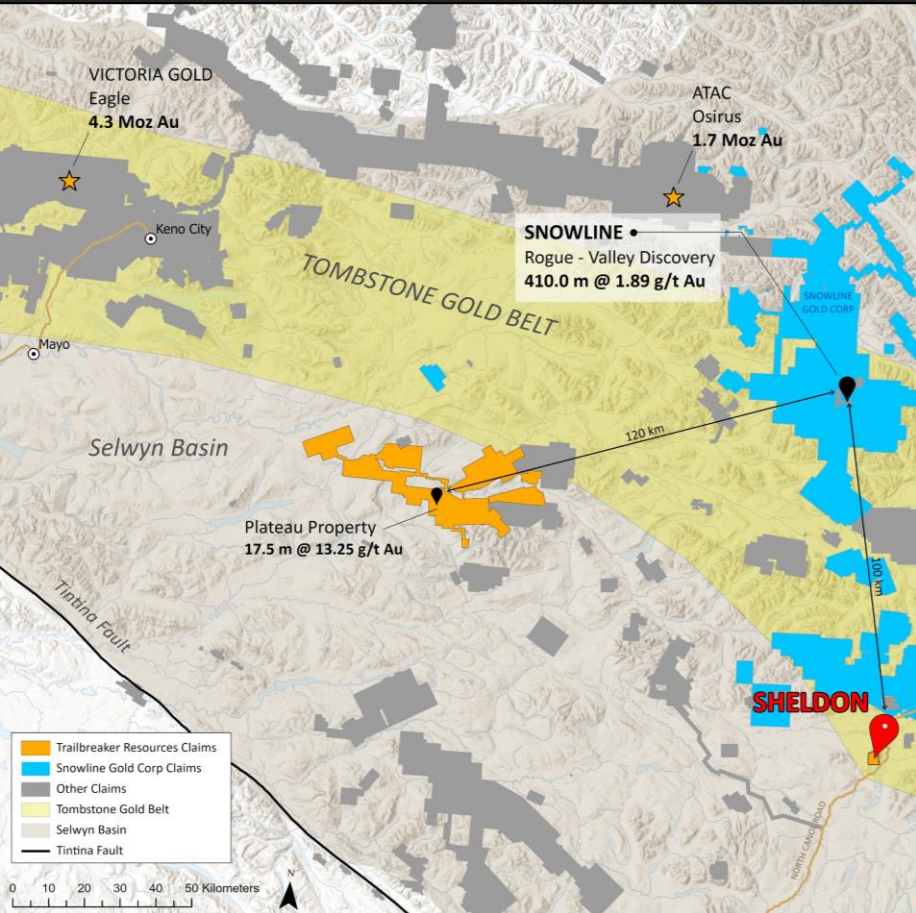 VICTORIA GOLD
Eagle
4.3 Moz Au
ATAC
Osirus
1.7 Moz Au
Keno City
SNOWLINE
Rogue - Valley Discovery
410.0 m @ 1.89 g/t Au
TOMBSTONE GOLD BELT
SNOWLINE
GOLD CORP
Mayo
120 km
Selwyn Basin
Plateau Property
17.5 m @ 13.25 g/t Au
100 km
Tintina Fault
SHELDON
Trailbreaker Resources Claims
Snowline Gold Corp Claims
Other Claims
Tombstone Gold Belt
Selwyn Basin
Tintina Fault
NORTH CANOL ROAD
0 10 20 30 40 50 Kilometers
N